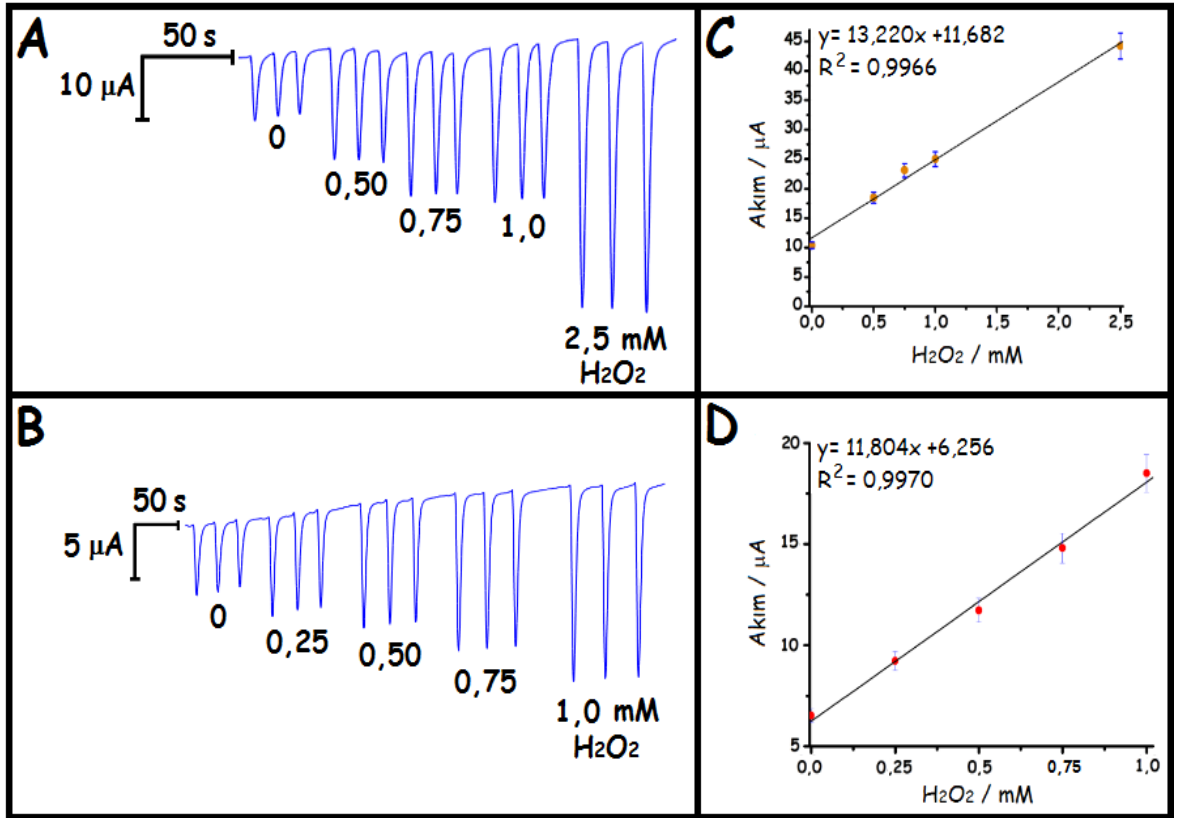 A
50 s
10 μA
0
0,50
0,75
1,0
2,5 mM
H2O2
B
50 s
5 μA
0
0,25
0,50
0,75
1,0 mM
H2O2
C
y= 13,220x +11,682
R2 = 0,9966
Akım / μA
45
40
35
30
25
20
15
10
5
0
0,0 0,5 1,0 1,5 2,0 2,5
H2O2 / mM
D
y= 11,804x +6,256
R2 = 0,9970
Akım / μA
20
15
10
5
0,0 0,25 0,50 0,75 1,0
H2O2 / mM